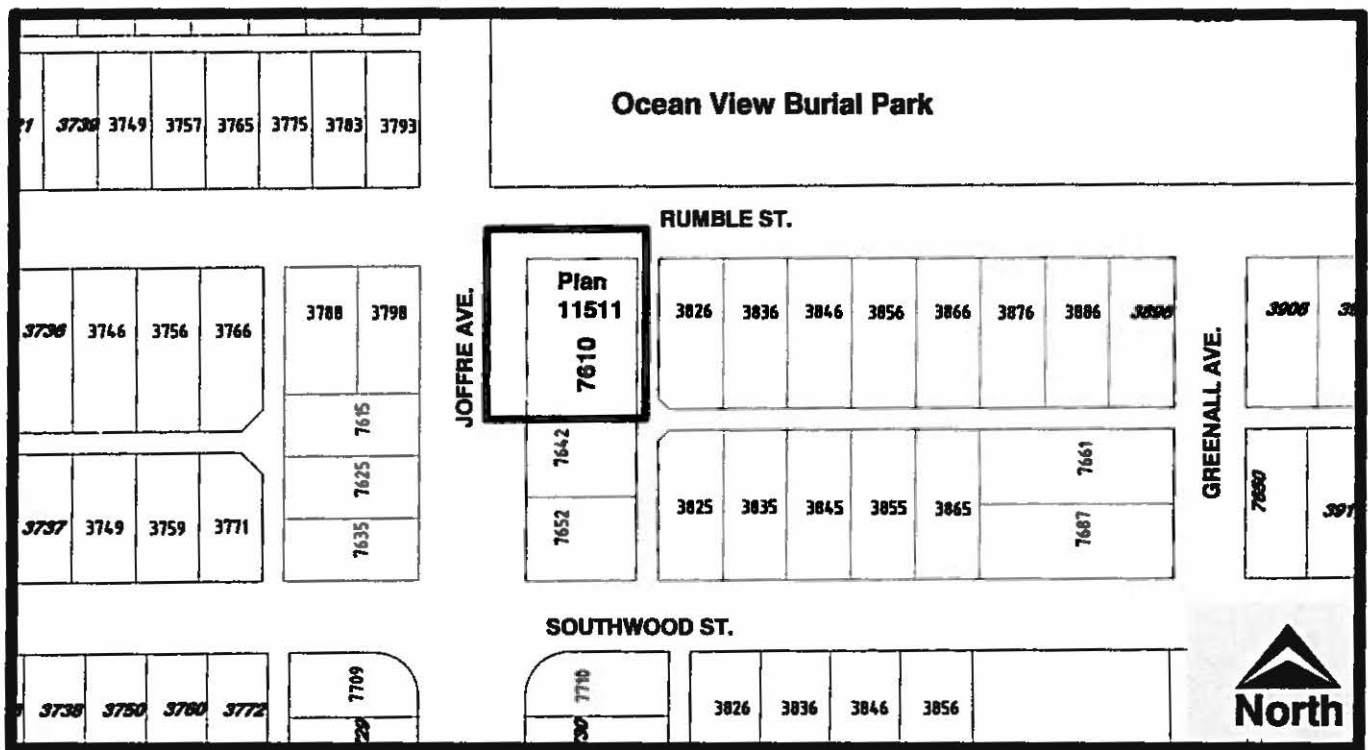 Ocean View Burial Park
3739 3749 3757 3765 3775 3783 3793
RUMBLE ST.
JOFFRE AVE.
Plan
11511
7610
3736 3746 3756 3766
3788 3798
3826 3836 3846 3856 3866 3876 3886 3896
3906
GREENALL AVE.
7615
7625
7635
7642
7652
3737 3749 3759 3771
3825 3835 3845 3855 3865
7661
7687
SOUTHWOOD ST.
3738 3750 3760 3772
7709
7710
3826 3836 3846 3856
North